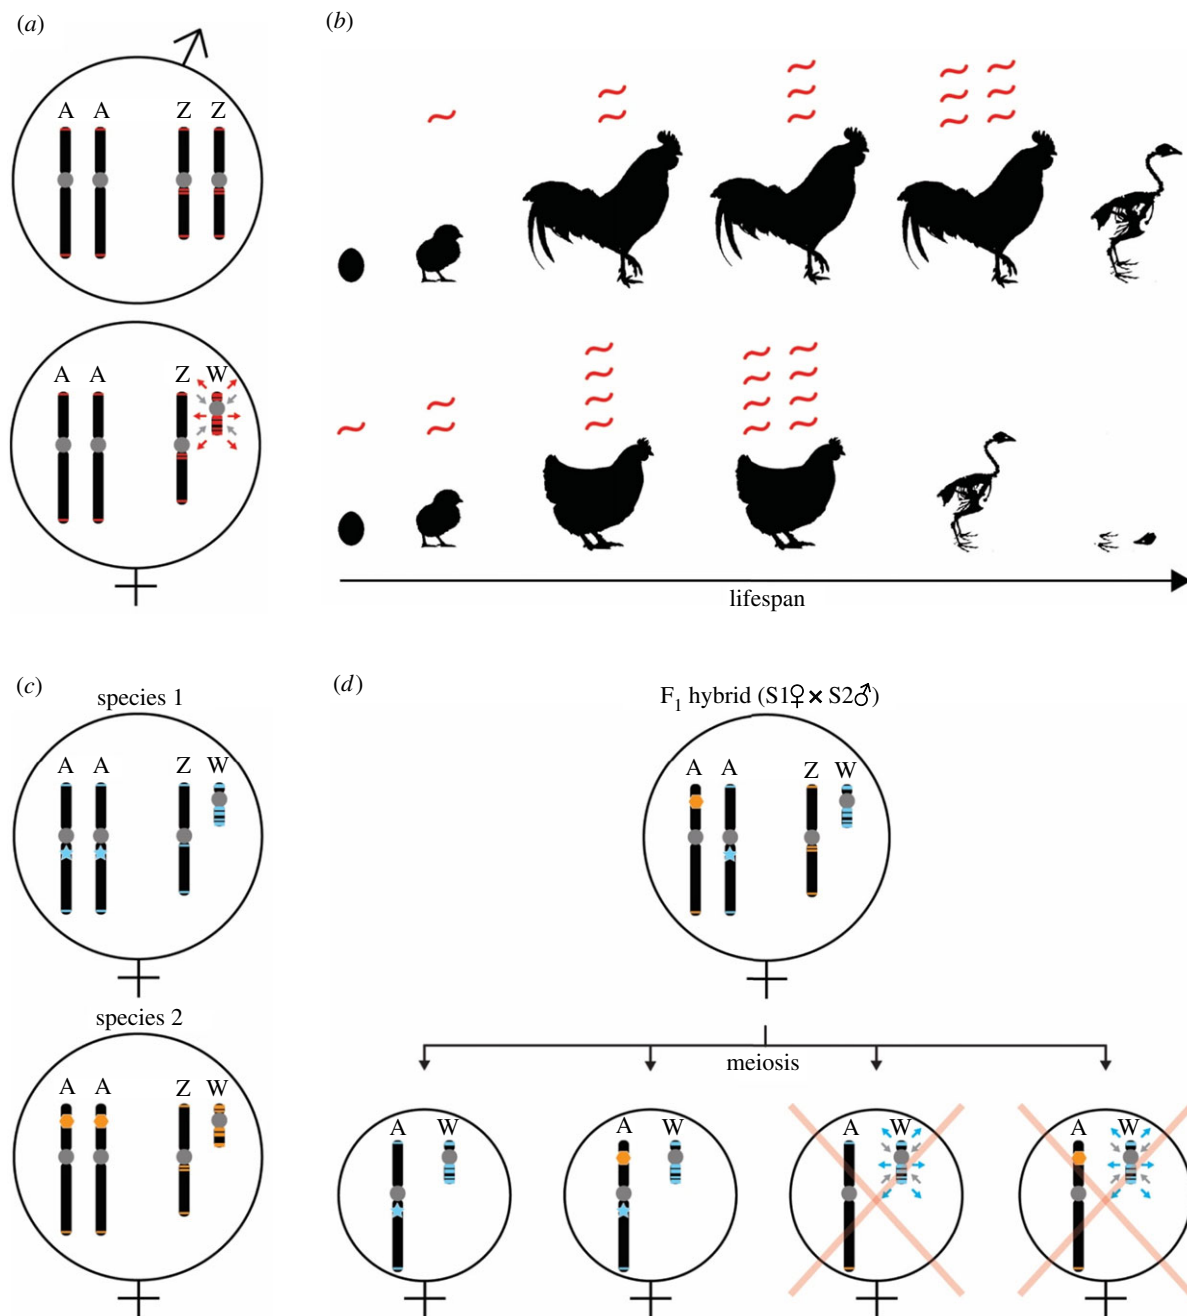 (a)
A A Z Z
A A Z W
(b)
lifespan
(c)
species 1
A A Z W
species 2
A A Z W
(d)
F1 hybrid (S1♀ × S2♂)
A A Z W
meiosis
A W A W A W A W